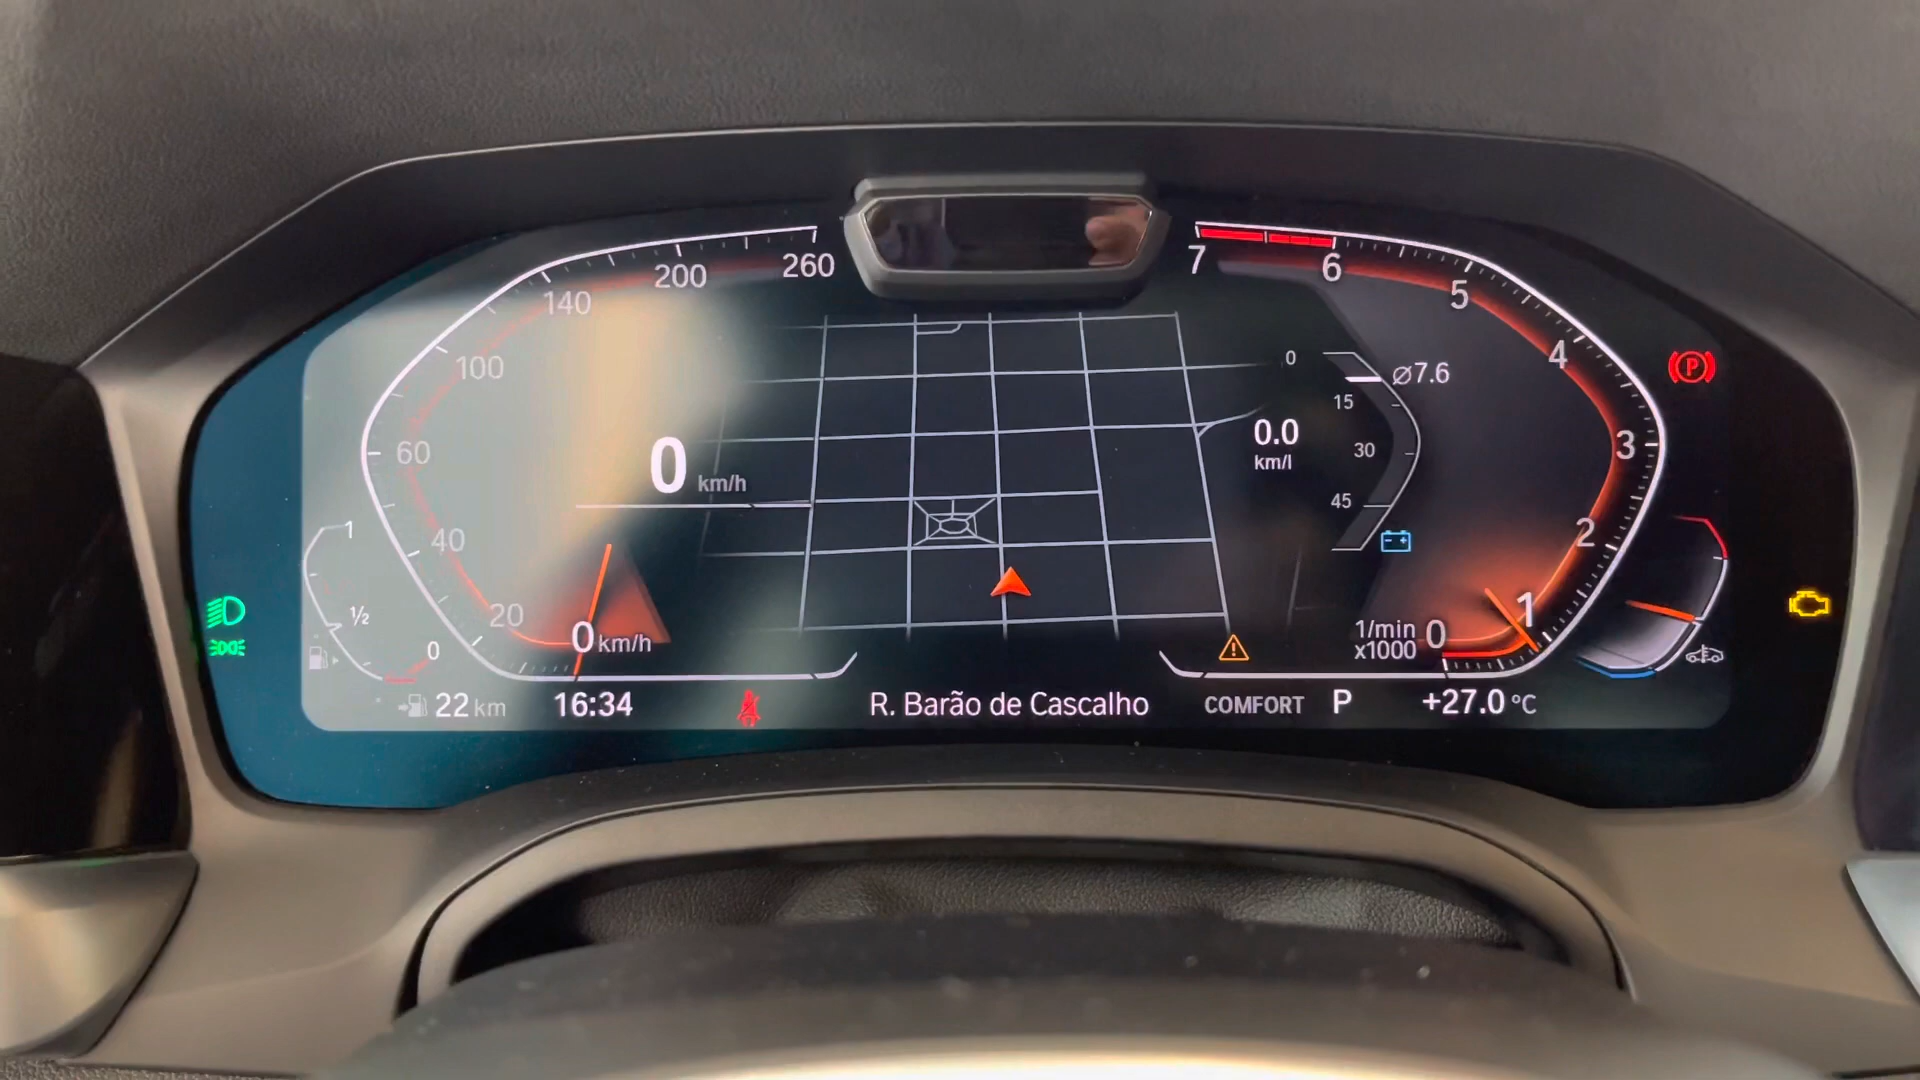 260
200
140
100
60
40
20
0 km/h
0 km/h
1
1/2
0
22 km
16:34
R. Barão de Cascalho
COMFORT
P
+27.0 °C
0
15
30
45
⌀7.6
0.0
km/l
7
6
5
4
3
2
1
0
1/min
x1000
(P)